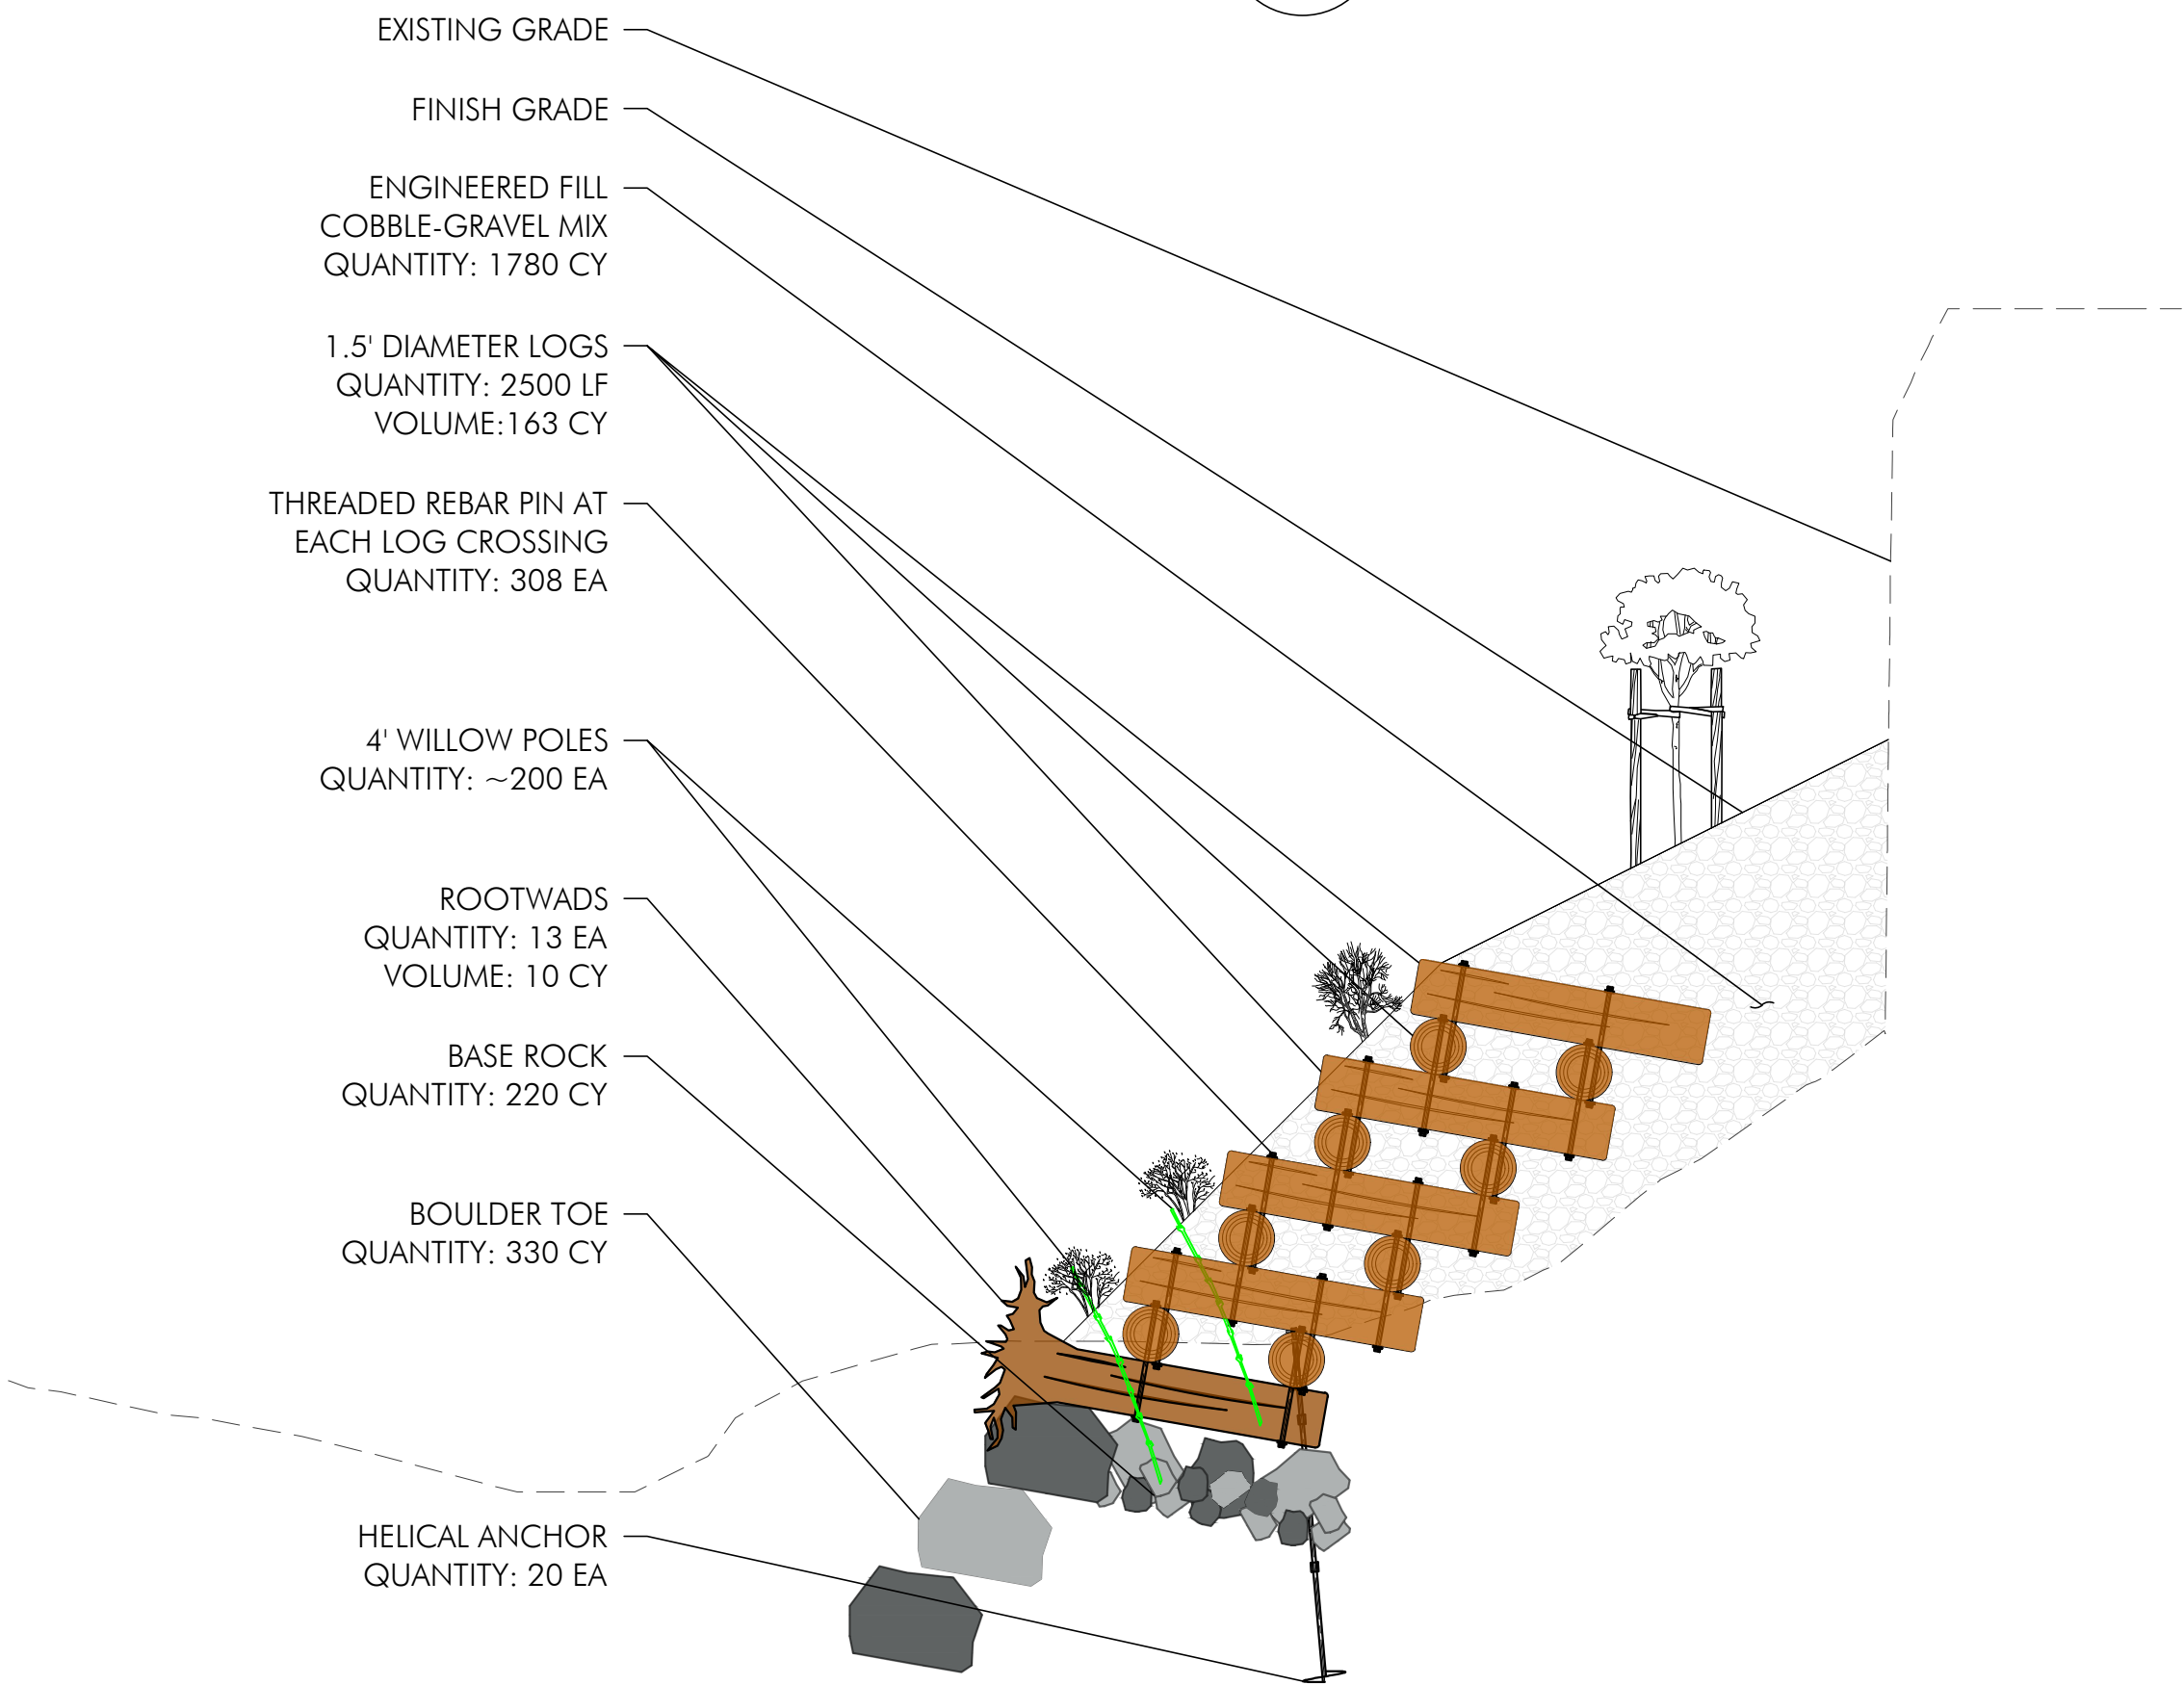 EXISTING GRADE
FINISH GRADE
ENGINEERED FILL
COBBLE-GRAVEL MIX
QUANTITY: 1780 CY
1.5' DIAMETER LOGS
QUANTITY: 2500 LF
VOLUME:163 CY
THREADED REBAR PIN AT
EACH LOG CROSSING
QUANTITY: 308 EA
4' WILLOW POLES
QUANTITY: ~200 EA
ROOTWADS
QUANTITY: 13 EA
VOLUME: 10 CY
BASE ROCK
QUANTITY: 220 CY
BOULDER TOE
QUANTITY: 330 CY
HELICAL ANCHOR
QUANTITY: 20 EA